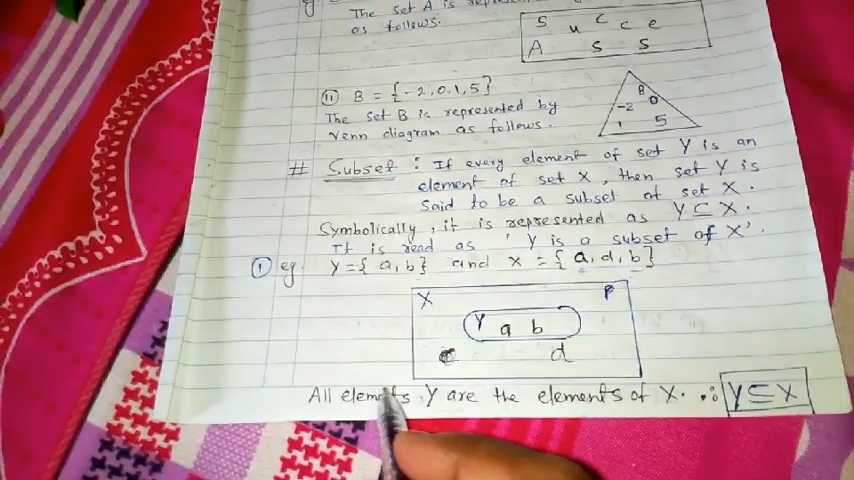 The set A is
as follows.
S u c c e
A s s
(ii) B = {-2, 0, 1, 5}
The set B is represented by
venn diagram as follows.
B
-2 0
1 5
# Subset : If every element of set Y is an
element of set X, then set Y is
said to be a subset of set X.
Symbolically, it is represented as Y ⊆ X.
It is read as 'Y is a subset of X'.
(i) eg. Y = {a, b} and X = {a, d, b}
X
Y a b
d
All elements Y are the elements of X. ∴ Y ⊆ X